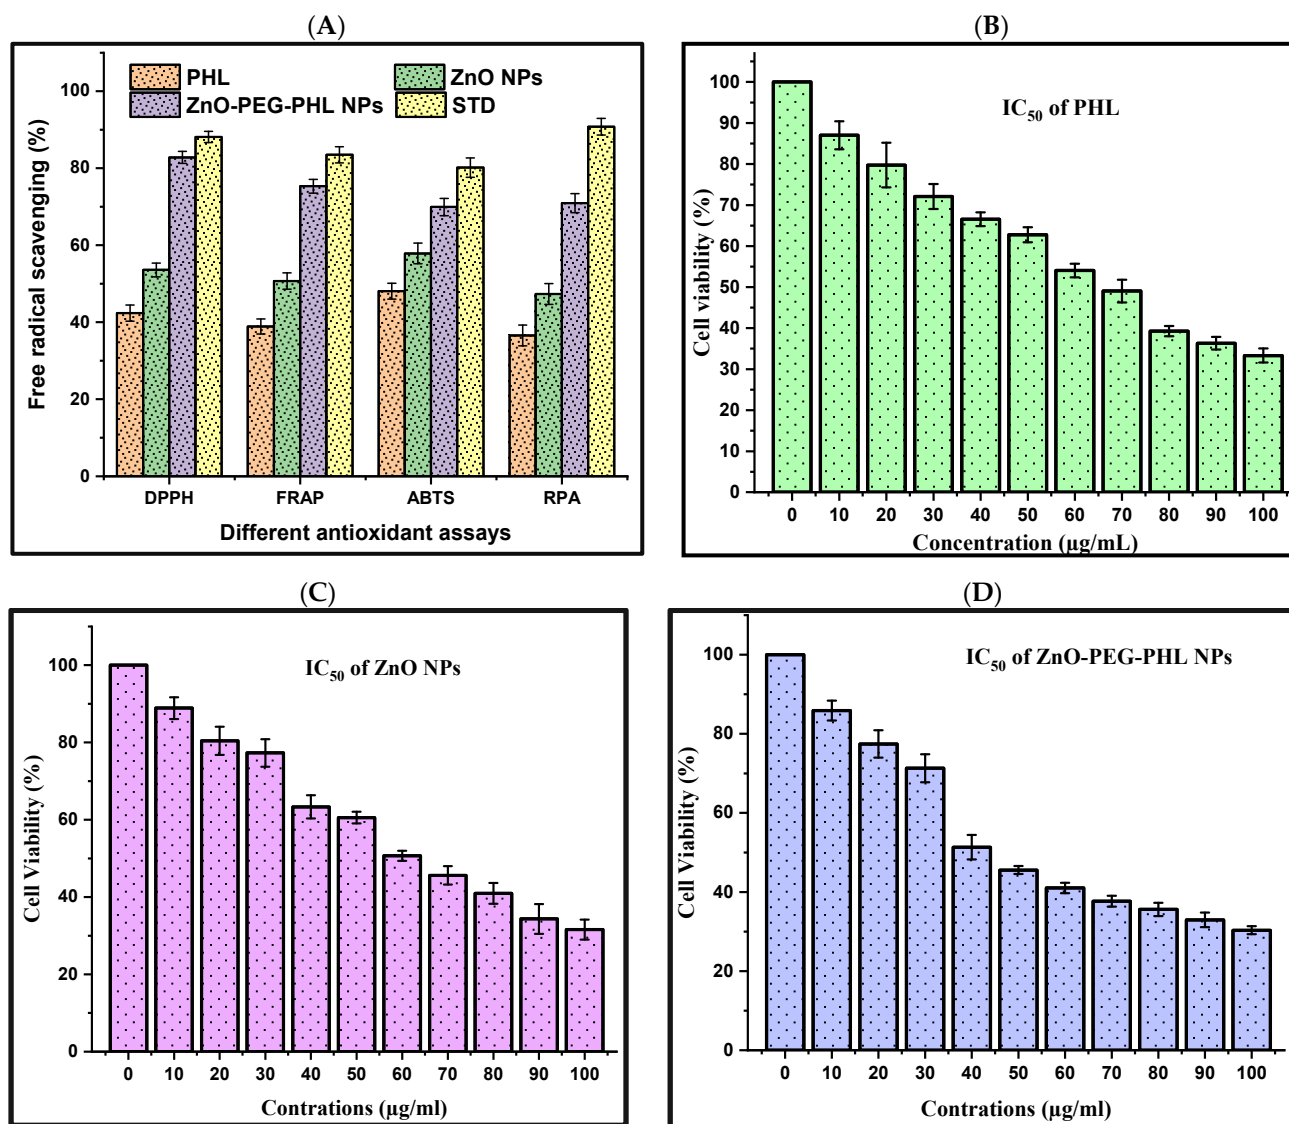 (A)
PHL
ZnO NPs
ZnO-PEG-PHL NPs
STD
Free radical scavenging (%)
100
80
60
40
20
0
DPPH FRAP ABTS RPA
Different antioxidant assays
(B)
IC50 of PHL
Cell viability (%)
100
90
80
70
60
50
40
30
20
10
0
0 10 20 30 40 50 60 70 80 90 100
Concentration (µg/mL)
(C)
IC50 of ZnO NPs
Cell Viability (%)
100
80
60
40
20
0
0 10 20 30 40 50 60 70 80 90 100
Contrations (µg/ml)
(D)
IC50 of ZnO-PEG-PHL NPs
Cell Viability (%)
100
80
60
40
20
0
0 10 20 30 40 50 60 70 80 90 100
Contrations (µg/ml)